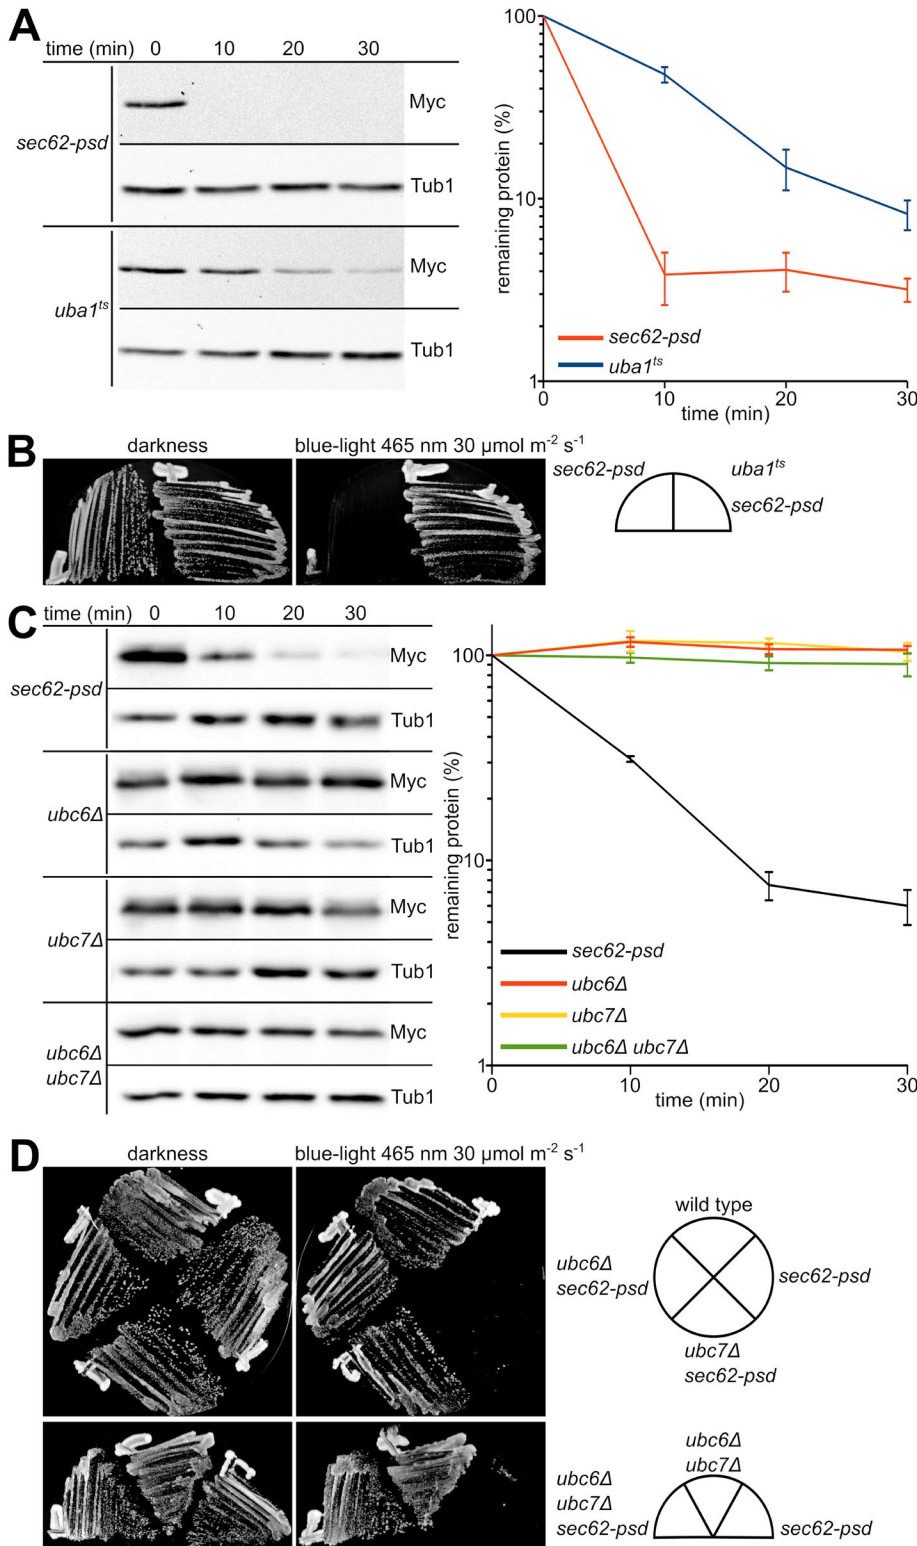 A
time (min) 0 10 20 30
sec62-psd
Myc
Tub1
uba1ts
Myc
Tub1
remaining protein (%)
100
10
1
0 10 20 30
time (min)
sec62-psd
uba1ts
B
darkness
blue-light 465 nm 30 µmol m-2 s-1
sec62-psd
uba1ts
sec62-psd
C
time (min) 0 10 20 30
sec62-psd
Myc
Tub1
ubc6Δ
Myc
Tub1
ubc7Δ
Myc
Tub1
ubc6Δ
ubc7Δ
Myc
Tub1
remaining protein (%)
100
10
1
0 10 20 30
time (min)
sec62-psd
ubc6Δ
ubc7Δ
ubc6Δ ubc7Δ
D
darkness
blue-light 465 nm 30 µmol m-2 s-1
wild type
ubc6Δ
sec62-psd
sec62-psd
ubc7Δ
sec62-psd
ubc6Δ
ubc7Δ
ubc6Δ
ubc7Δ
sec62-psd
sec62-psd